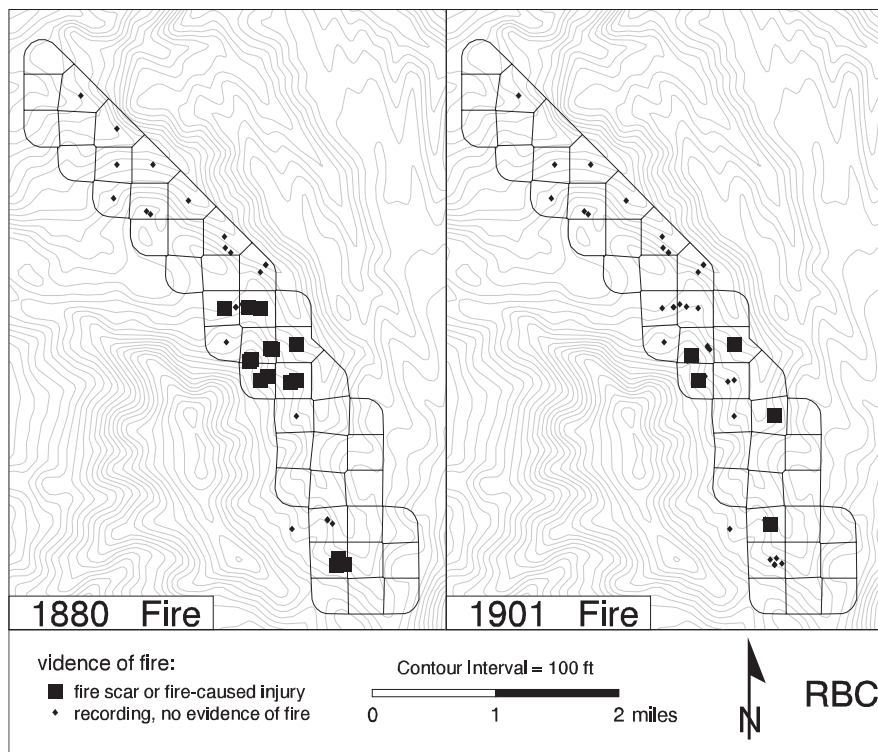 1880 Fire
1901 Fire
vidence of fire:
fire scar or fire-caused injury
recording, no evidence of fire
Contour Interval = 100 ft
0 1 2 miles
N
RBC